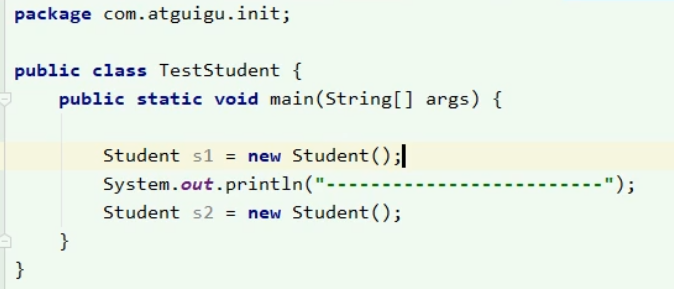 package com.atguigu.init;
public class TestStudent {
public static void main(String[] args) {
Student s1 = new Student();
System.out.println("-------------------------");
Student s2 = new Student();
}
}